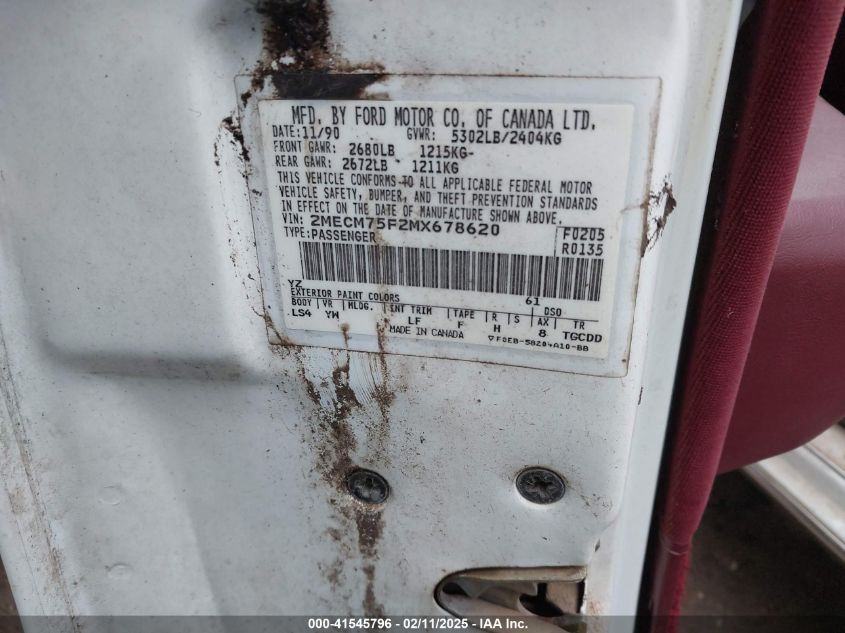 MFD. BY FORD MOTOR CO. OF CANADA LTD.
DATE: 11/90 GVWR: 5302LB/2404KG
FRONT GAWR: 2680LB 1215KG
REAR GAWR: 2672LB 1211KG
THIS VEHICLE CONFORMS TO ALL APPLICABLE FEDERAL MOTOR
VEHICLE SAFETY, BUMPER, AND THEFT PREVENTION STANDARDS
IN EFFECT ON THE DATE OF MANUFACTURE SHOWN ABOVE.
VIN: 2MECM75F2MX678620 F0205
TYPE: PASSENGER R0135
YZ 61
EXTERIOR PAINT COLORS DSO
BODY VR MLDG. INT TRIM TAPE R S AX TR
LS4 YW LF F H 8 TGCDD
MADE IN CANADA ▽F0EB-58204A10-BB
000-41545796 - 02/11/2025 - IAA Inc.